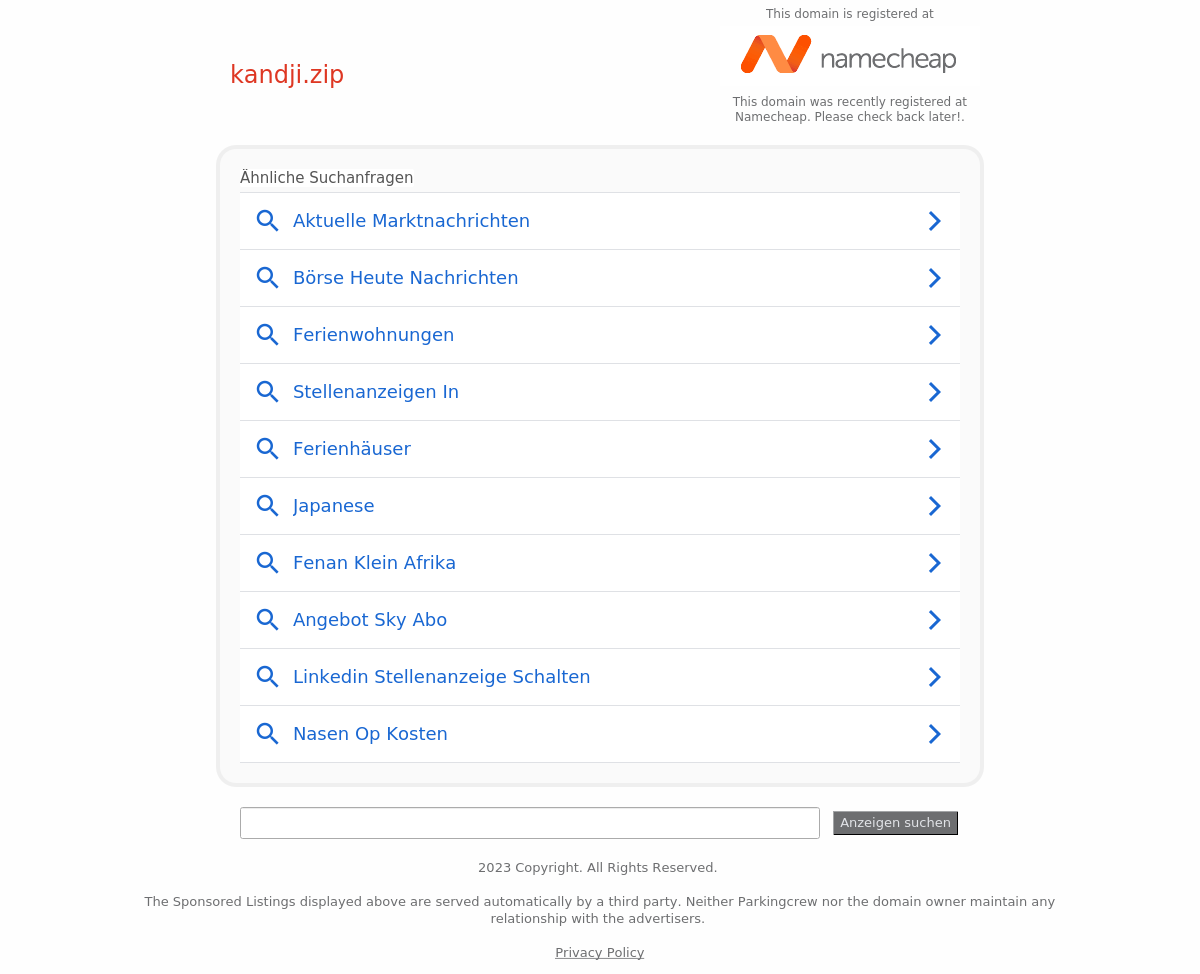 This domain is registered at
namecheap
kandji.zip
This domain was recently registered at
Namecheap. Please check back later!.
Ähnliche Suchanfragen
Aktuelle Marktnachrichten
Börse Heute Nachrichten
Ferienwohnungen
Stellenanzeigen In
Ferienhäuser
Japanese
Fenan Klein Afrika
Angebot Sky Abo
Linkedin Stellenanzeige Schalten
Nasen Op Kosten
Anzeigen suchen
2023 Copyright. All Rights Reserved.
The Sponsored Listings displayed above are served automatically by a third party. Neither Parkingcrew nor the domain owner maintain any
relationship with the advertisers.
Privacy Policy